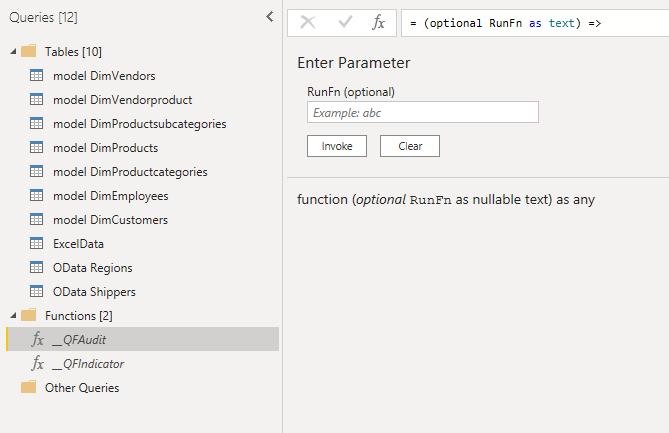 Queries [12]
Tables [10]
model DimVendors
model DimVendorproduct
model DimProductsubcategories
model DimProducts
model DimProductcategories
model DimEmployees
model DimCustomers
ExcelData
OData Regions
OData Shippers
Functions [2]
fx __QFAudit
fx __QFIndicator
Other Queries
fx = (optional RunFn as text) =>
Enter Parameter
RunFn (optional)
Example: abc
Invoke Clear
function (optional RunFn as nullable text) as any